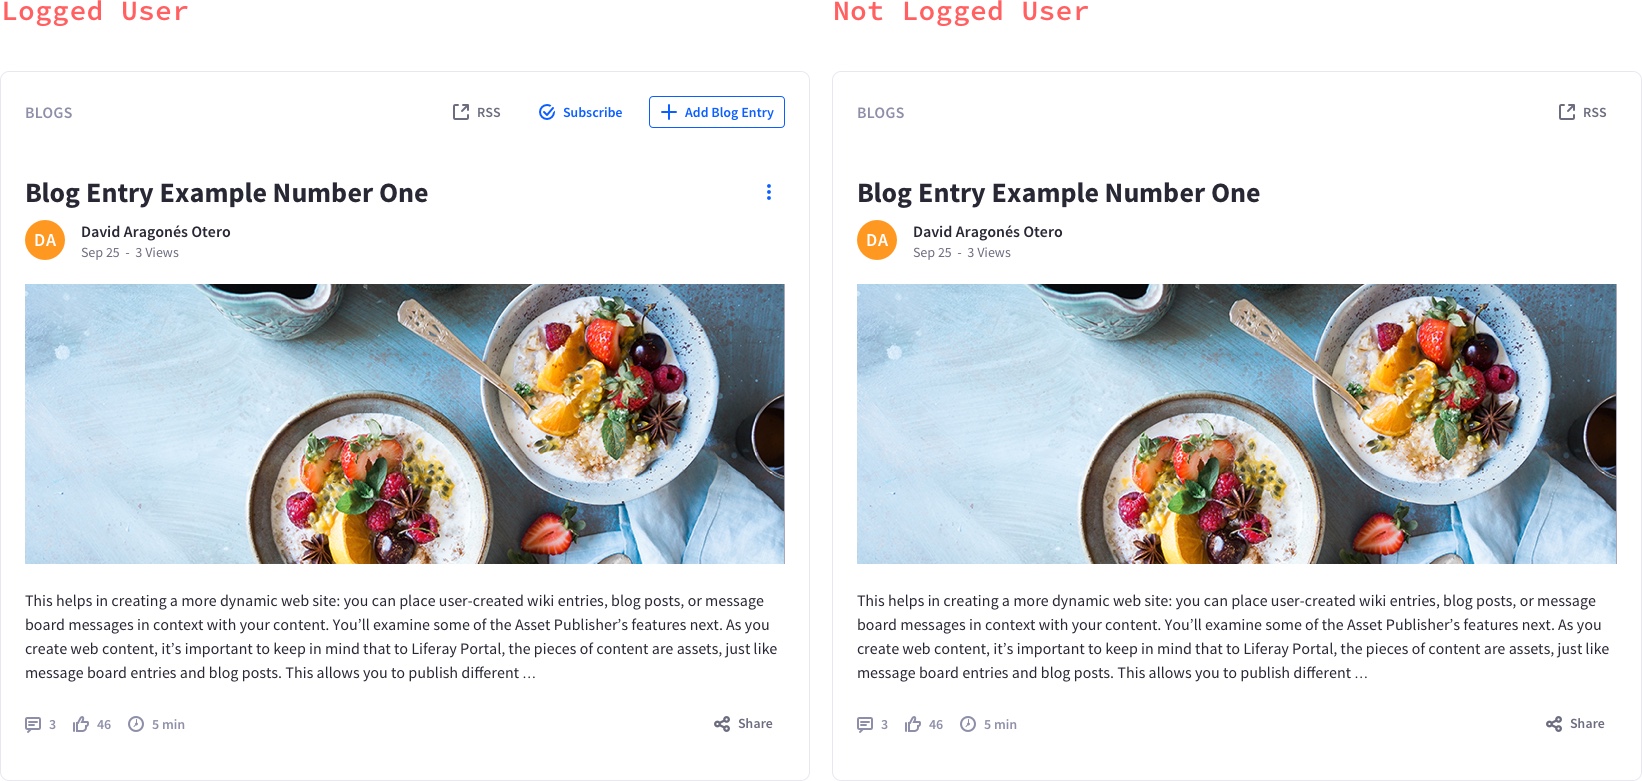 Logged User
BLOGS
RSS
Subscribe
Add Blog Entry
Blog Entry Example Number One
DA
David Aragonés Otero
Sep 25 - 3 Views
This helps in creating a more dynamic web site: you can place user-created wiki entries, blog posts, or message
board messages in context with your content. You’ll examine some of the Asset Publisher’s features next. As you
create web content, it’s important to keep in mind that to Liferay Portal, the pieces of content are assets, just like
message board entries and blog posts. This allows you to publish different …
3
46
5 min
Share
Not Logged User
BLOGS
RSS
Blog Entry Example Number One
DA
David Aragonés Otero
Sep 25 - 3 Views
This helps in creating a more dynamic web site: you can place user-created wiki entries, blog posts, or message
board messages in context with your content. You’ll examine some of the Asset Publisher’s features next. As you
create web content, it’s important to keep in mind that to Liferay Portal, the pieces of content are assets, just like
message board entries and blog posts. This allows you to publish different …
3
46
5 min
Share